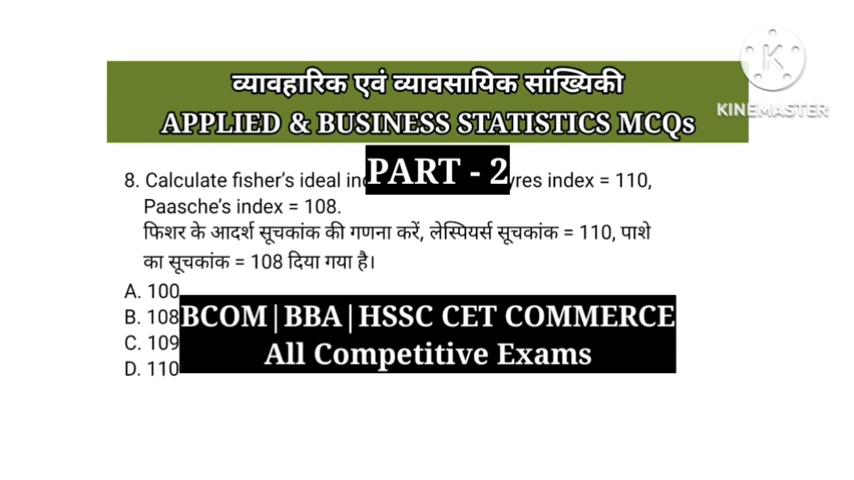 व्यावहारिक एवं व्यावसायिक सांख्यिकी
APPLIED & BUSINESS STATISTICS MCQs
K
KINEMASTER
PART - 2
8. Calculate fisher's ideal yres index = 110,
Paasche's index = 108.
फिशर के आदर्श सूचकांक की गणना करें, लेस्पियर्स सूचकांक = 110, पाशे
का सूचकांक = 108 दिया गया है।
A. 100
B. 108
C. 109
D. 110
BCOM|BBA|HSSC CET COMMERCE
All Competitive Exams